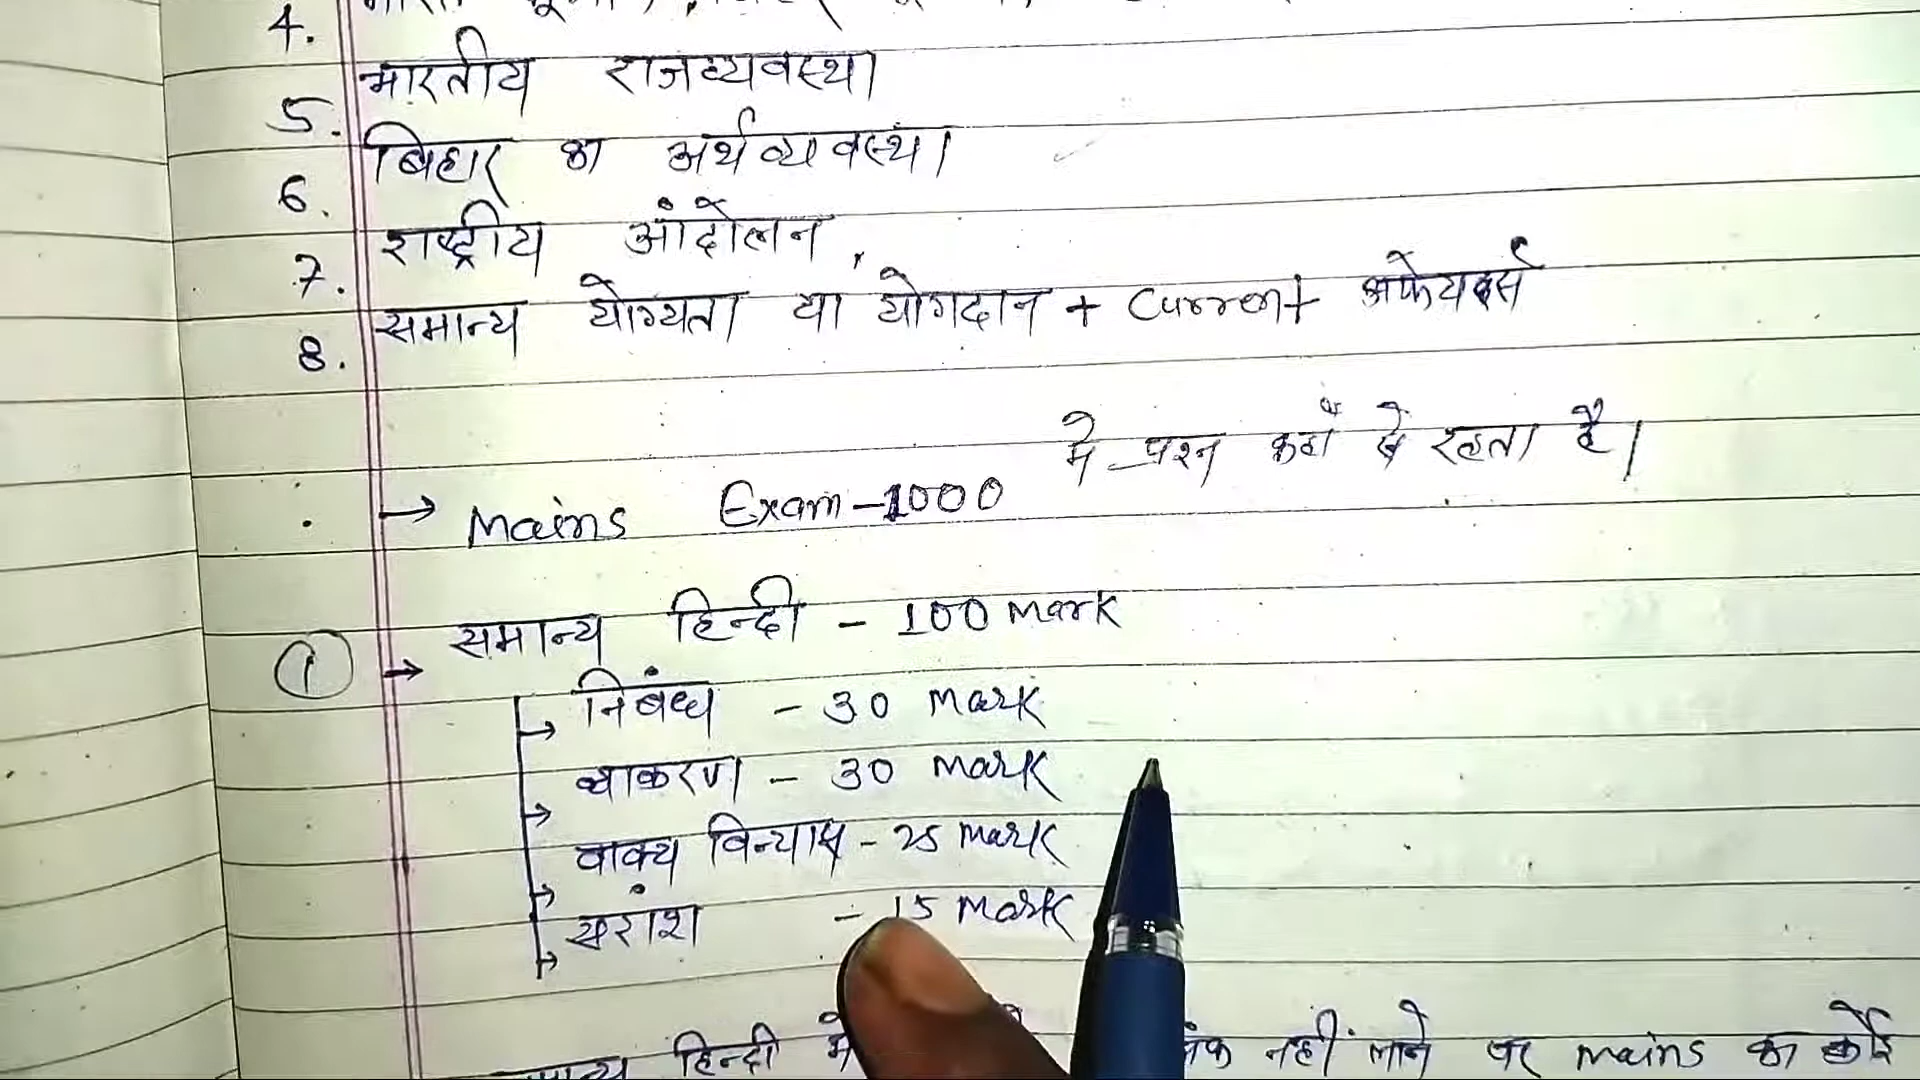 4.
भारतीय राजव्यवस्था
5.
बिहार का अर्थव्यवस्था
6.
राष्ट्रीय आंदोलन,
7.
समान्य योग्यता या योगदान + Current अफेयर्स
8.
मे प्रश्न कहाँ से रहता है।
→ Mains Exam - 1000
① → समान्य हिन्दी - 100 Mark
→ निबंध - 30 Mark
→ व्याकरण - 30 Mark
→ वाक्य विन्यास - 25 Mark
→ सरांश - 15 Mark
हिन्दी मे नही लाने पर mains का कोई